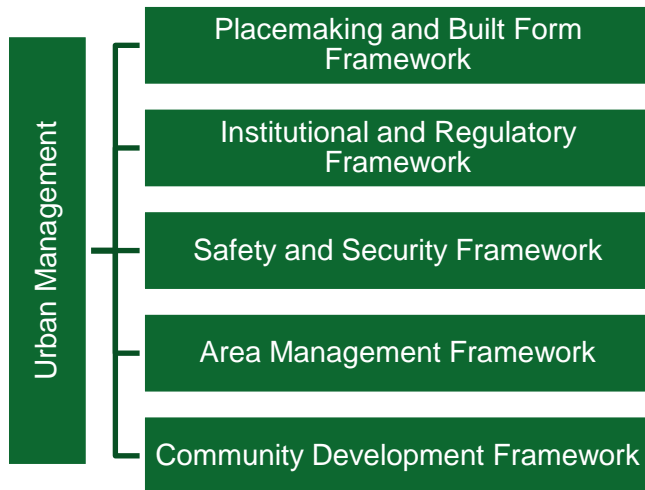 Urban Management
Placemaking and Built Form
Framework
Institutional and Regulatory
Framework
Safety and Security Framework
Area Management Framework
Community Development Framework